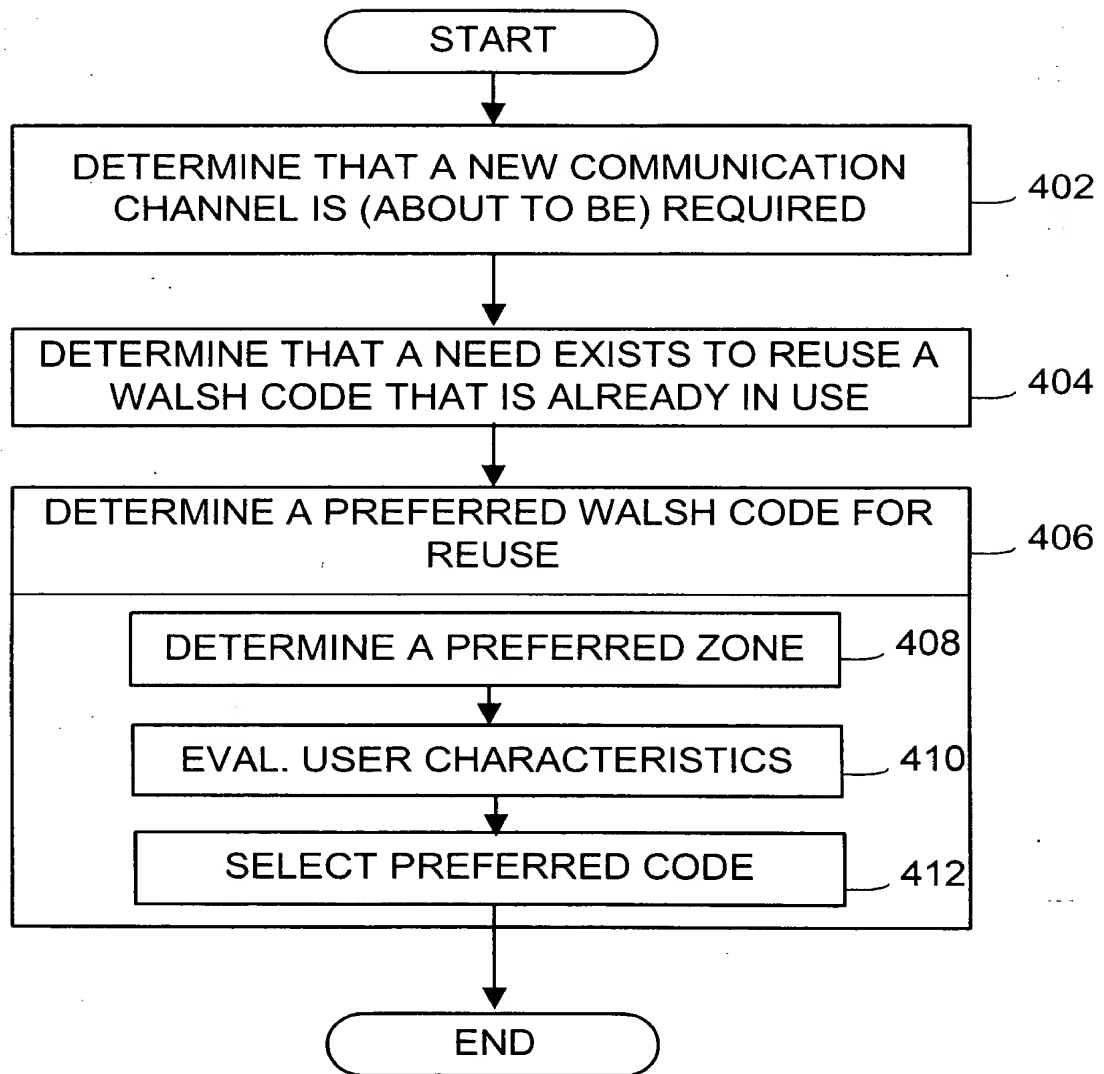 START
DETERMINE THAT A NEW COMMUNICATION
CHANNEL IS (ABOUT TO BE) REQUIRED
402
DETERMINE THAT A NEED EXISTS TO REUSE A
WALSH CODE THAT IS ALREADY IN USE
404
DETERMINE A PREFERRED WALSH CODE FOR
REUSE
406
DETERMINE A PREFERRED ZONE
408
EVAL. USER CHARACTERISTICS
410
SELECT PREFERRED CODE
412
END